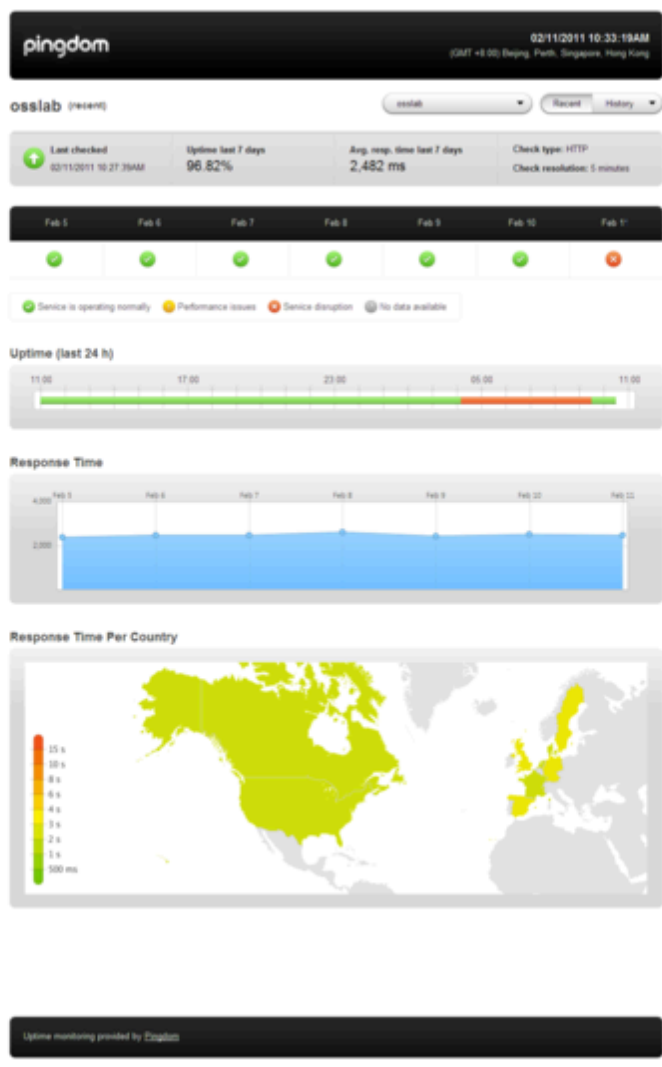 pingdom
02/11/2011 10:33:19AM
(GMT +8:00) Beijing, Perth, Singapore, Hong Kong
osslab (recent)
osslab
Recent History
Last checked
02/11/2011 10:27:39AM
Uptime last 7 days
96.82%
Avg. resp. time last 7 days
2,482 ms
Check type: HTTP
Check resolution: 5 minutes
Feb 5 Feb 6 Feb 7 Feb 8 Feb 9 Feb 10 Feb 1*
Service is operating normally Performance issues Service disruption No data available
Uptime (last 24 h)
11:00 17:00 23:00 05:00 11:00
Response Time
Feb 5 Feb 6 Feb 7 Feb 8 Feb 9 Feb 10 Feb 11
4,000
2,000
Response Time Per Country
15 s
10 s
8 s
6 s
4 s
3 s
2 s
1 s
500 ms
Uptime monitoring provided by Pingdom